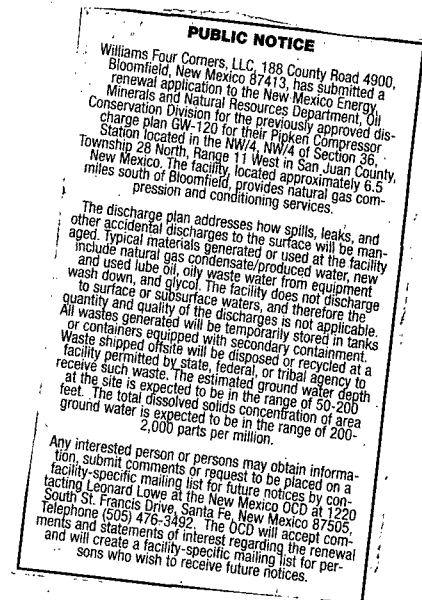 PUBLIC NOTICE
Williams Four Corners, LLC, 188 County Road 4900,
Bloomfield, New Mexico 87413, has submitted a
renewal application to the New Mexico Energy,
Minerals and Natural Resources Department, Oil
Conservation Division for the previously approved dis-
charge plan GW-120 for their Pipken Compressor
Station located in the NW/4, NW/4 of Section 36,
Township 28 North, Range 11 West in San Juan County,
New Mexico. The facility, located approximately 6.5
miles south of Bloomfield, provides natural gas com-
pression and conditioning services.
The discharge plan addresses how spills, leaks, and
other accidental discharges to the surface will be man-
aged. Typical materials generated or used at the facility
include natural gas condensate/produced water, new
and used lube oil, oily waste water from equipment
wash down, and glycol. The facility does not discharge
to surface or subsurface waters, and therefore the
quantity and quality of the discharges is not applicable.
All wastes generated will be temporarily stored in tanks
or containers equipped with secondary containment.
Waste shipped offsite will be disposed or recycled at a
facility permitted by state, federal, or tribal agency to
receive such waste. The estimated ground water depth
at the site is expected to be in the range of 50-200
feet. The total dissolved solids concentration of area
ground water is expected to be in the range of 200-
2,000 parts per million.
Any interested person or persons may obtain informa-
tion, submit comments or request to be placed on a
facility-specific mailing list for future notices by con-
tacting Leonard Lowe at the New Mexico OCD at 1220
South St. Francis Drive, Santa Fe, New Mexico 87505,
Telephone (505) 476-3492. The OCD will accept com-
ments and statements of interest regarding the renewal
and will create a facility-specific mailing list for per-
sons who wish to receive future notices.